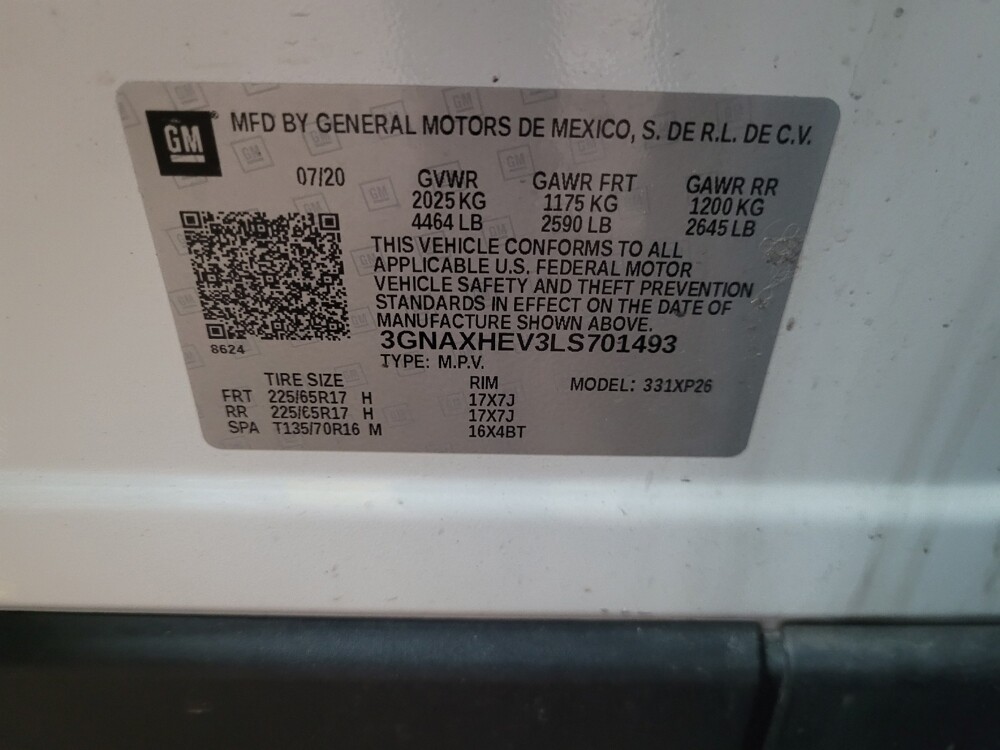 GM
MFD BY GENERAL MOTORS DE MEXICO, S. DE R.L. DE C.V.
07/20 GVWR GAWR FRT GAWR RR
2025 KG 1175 KG 1200 KG
4464 LB 2590 LB 2645 LB
THIS VEHICLE CONFORMS TO ALL
APPLICABLE U.S. FEDERAL MOTOR
VEHICLE SAFETY AND THEFT PREVENTION
STANDARDS IN EFFECT ON THE DATE OF
MANUFACTURE SHOWN ABOVE.
8624
3GNAXHEV3LS701493
TYPE: M.P.V.
TIRE SIZE RIM MODEL: 331XP26
FRT 225/65R17 H 17X7J
RR 225/65R17 H 17X7J
SPA T135/70R16 M 16X4BT